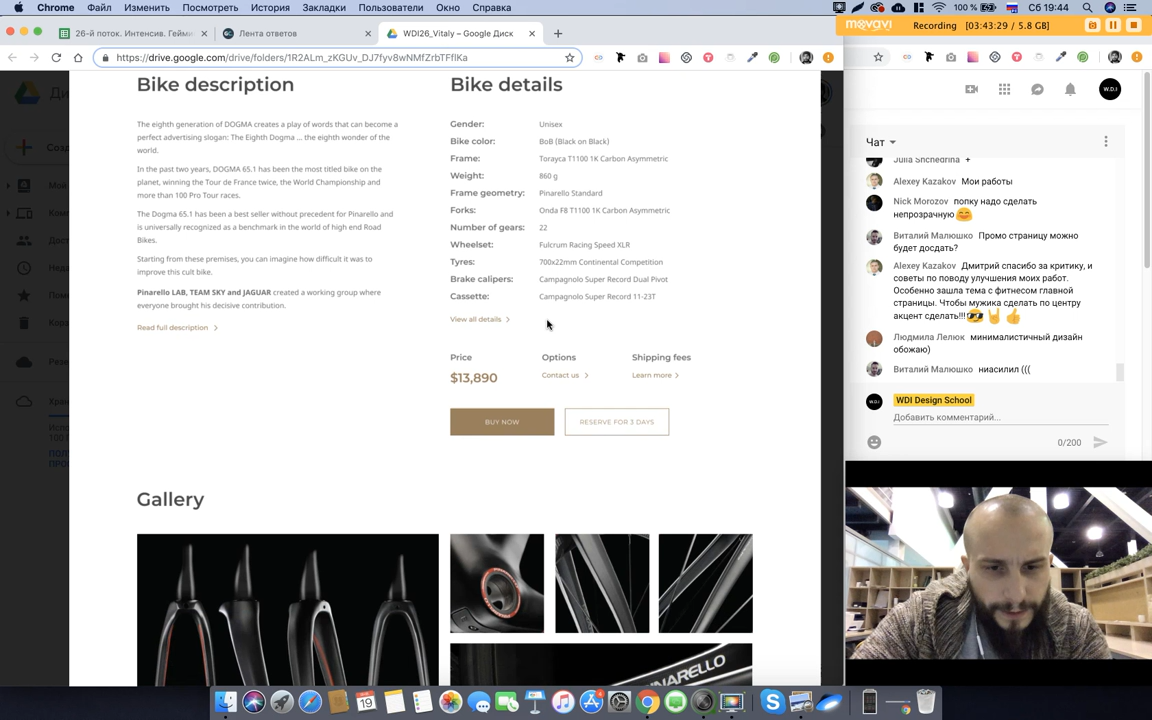 Chrome Файл Изменить Просмотреть История Закладки Пользователи Окно Справка
100 % Сб 19:44
26-й поток. Интенсив. Гейми
Лента ответов
WDI26_Vitaly – Google Диск
movavi Recording [03:43:29 / 5.8 GB]
https://drive.google.com/drive/folders/1R2ALm_zKGUv_DJ7fyv8wNMfZrbTFflKa
Bike description
The eighth generation of DOGMA creates a play of words that can become a
perfect advertising slogan: The Eighth Dogma ... the eighth wonder of the
world.
In the past two years, DOGMA 65.1 has been the most titled bike on the
planet, winning the Tour de France twice, the World Championship and
more than 100 Pro Tour races.
The Dogma 65.1 has been a best seller without precedent for Pinarello and
is universally recognized as a benchmark in the world of high end Road
Bikes.
Starting from these premises, you can imagine how difficult it was to
improve this cult bike.
Pinarello LAB, TEAM SKY and JAGUAR created a working group where
everyone brought his decisive contribution.
Read full description
Bike details
Gender: Unisex
Bike color: BoB (Black on Black)
Frame: Torayca T1100 1K Carbon Asymmetric
Weight: 860 g
Frame geometry: Pinarello Standard
Forks: Onda F8 T1100 1K Carbon Asymmetric
Number of gears: 22
Wheelset: Fulcrum Racing Speed XLR
Tyres: 700x22mm Continental Competition
Brake calipers: Campagnolo Super Record Dual Pivot
Cassette: Campagnolo Super Record 11-23T
View all details
Price Options Shipping fees
$13,890 Contact us Learn more
BUY NOW RESERVE FOR 3 DAYS
Gallery
W.D.I
Чат
Julia Shchedrina +
Alexey Kazakov Мои работы
Nick Morozov попку надо сделать
непрозрачную
Виталий Малюшко Промо страницу можно
будет досдать?
Alexey Kazakov Дмитрий спасибо за критику, и
советы по поводу улучшения моих работ.
Особенно зашла тема с фитнесом главной
страницы. Чтобы мужика сделать по центру
акцент сделать!!!
Людмила Лелюк минималистичный дизайн
обожаю)
Виталий Малюшко ниасилил (((
WDI Design School
Добавить комментарий...
0/200